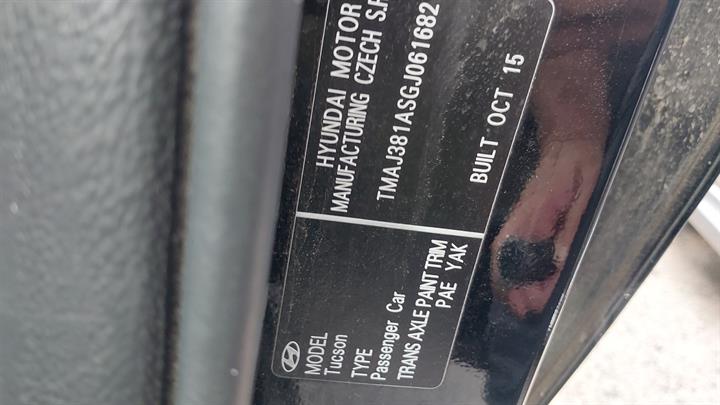 HYUNDAI MOTOR
MANUFACTURING CZECH S.R
TMAJ381ASGJ061682
BUILT OCT 15
MODEL
Tucson
TYPE
Passenger Car
TRANS AXLE PAINT TRIM
PAE YAK